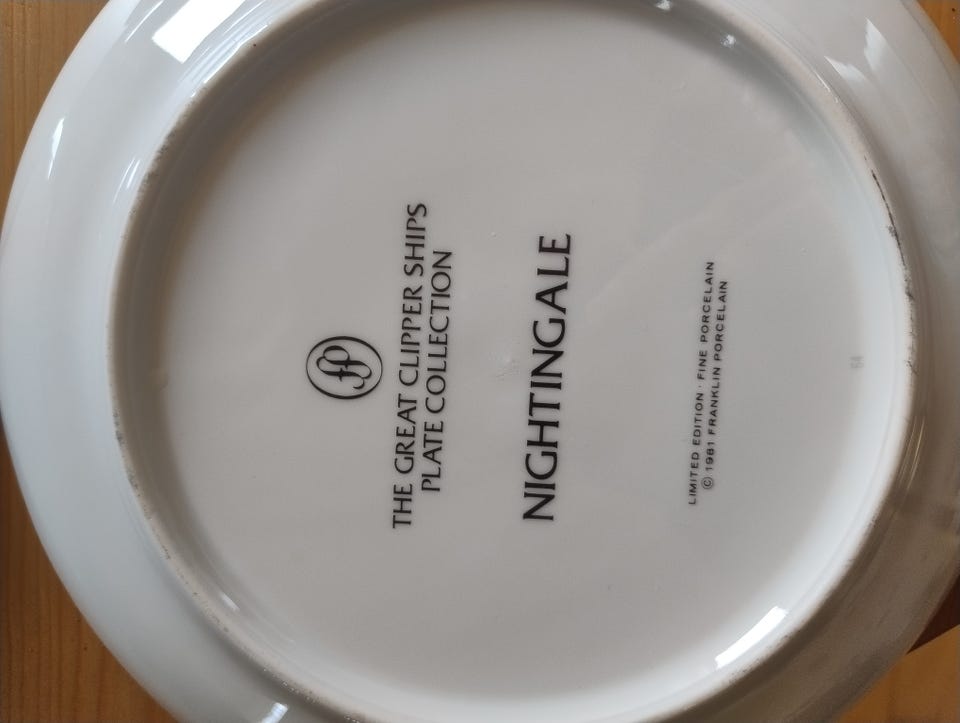 fp
THE GREAT CLIPPER SHIPS
PLATE COLLECTION
NIGHTINGALE
LIMITED EDITION · FINE PORCELAIN
© 1981 FRANKLIN PORCELAIN